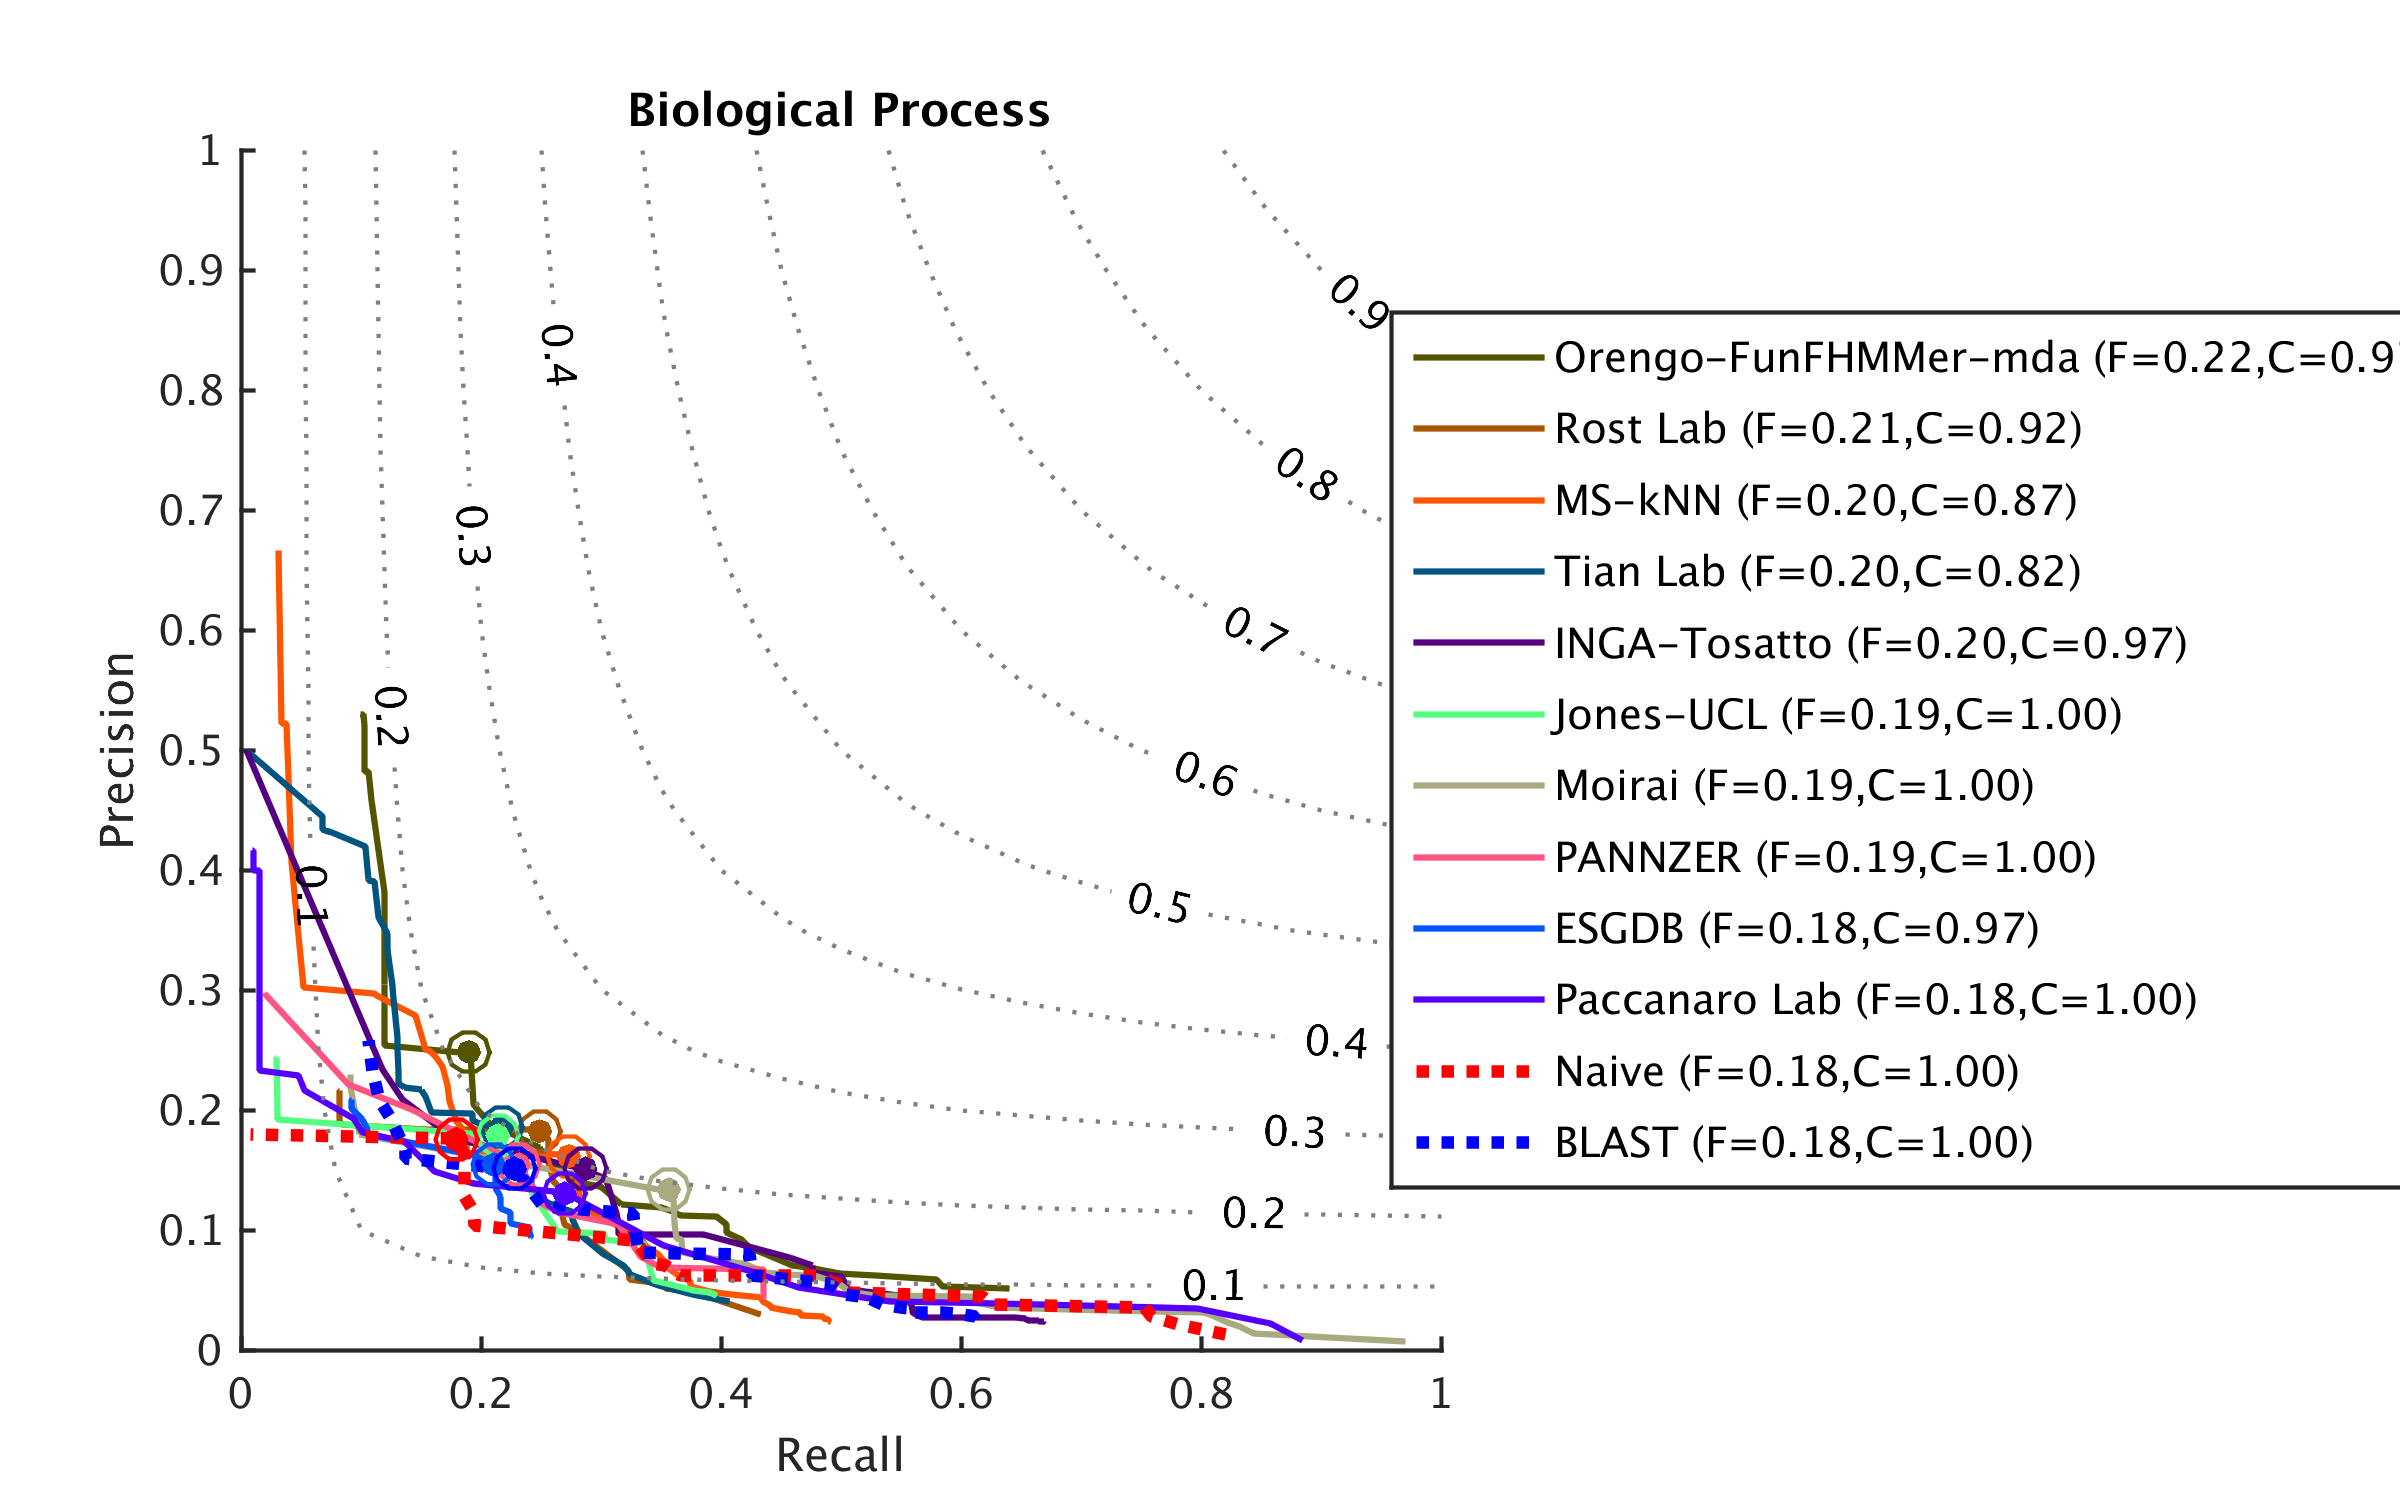 Biological Process
1
0.9
0.8
0.7
0.6
0.5
0.4
0.3
0.2
0.1
0
Precision
0
0.2
0.4
0.6
0.8
1
Recall
0.1
0.2
0.3
0.4
0.9
0.8
0.7
0.6
0.5
0.4
0.3
0.2
0.1
Orengo-FunFHMMer-mda (F=0.22,C=0.9
Rost Lab (F=0.21,C=0.92)
MS-kNN (F=0.20,C=0.87)
Tian Lab (F=0.20,C=0.82)
INGA-Tosatto (F=0.20,C=0.97)
Jones-UCL (F=0.19,C=1.00)
Moirai (F=0.19,C=1.00)
PANNZER (F=0.19,C=1.00)
ESGDB (F=0.18,C=0.97)
Paccanaro Lab (F=0.18,C=1.00)
Naive (F=0.18,C=1.00)
BLAST (F=0.18,C=1.00)